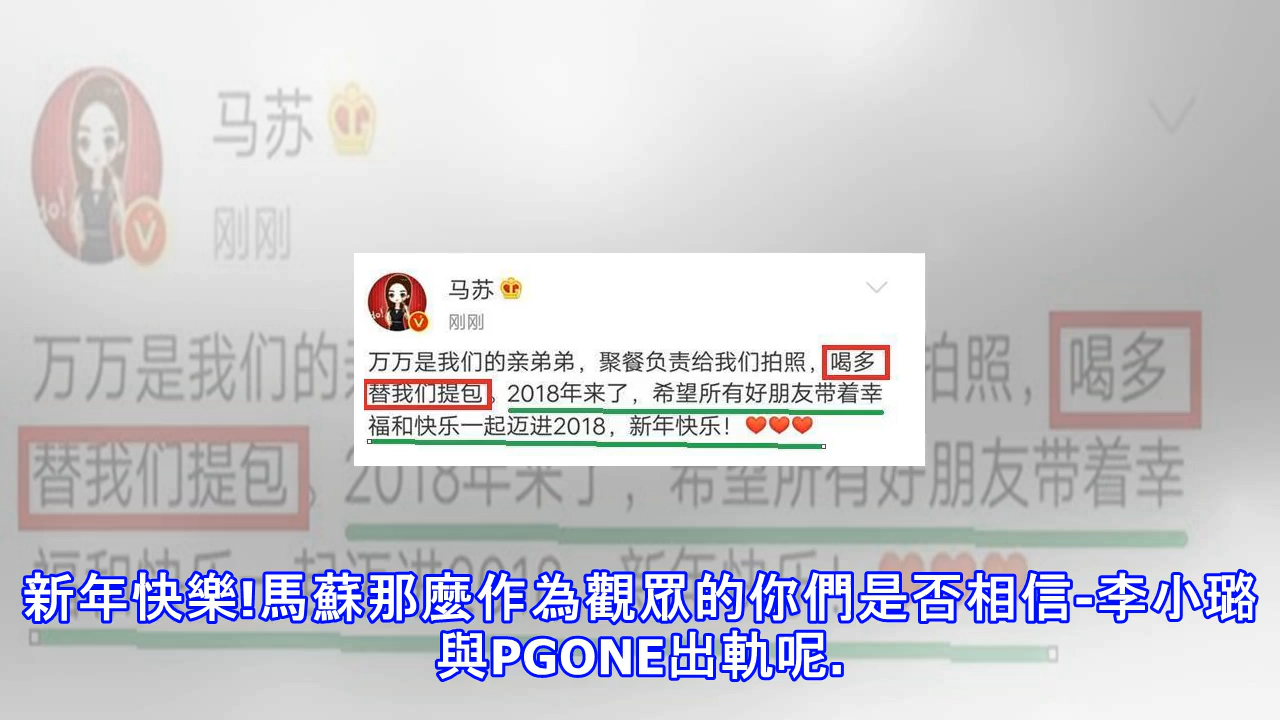 马苏
刚刚
万万是我们的亲弟弟，聚餐负责给我们拍照，喝多
替我们提包。2018年来了，希望所有好朋友带着幸
福和快乐一起迈进2018，新年快乐！❤❤❤
新年快樂!馬蘇那麼作為觀眾的你們是否相信-李小璐
與PGONE出軌呢.